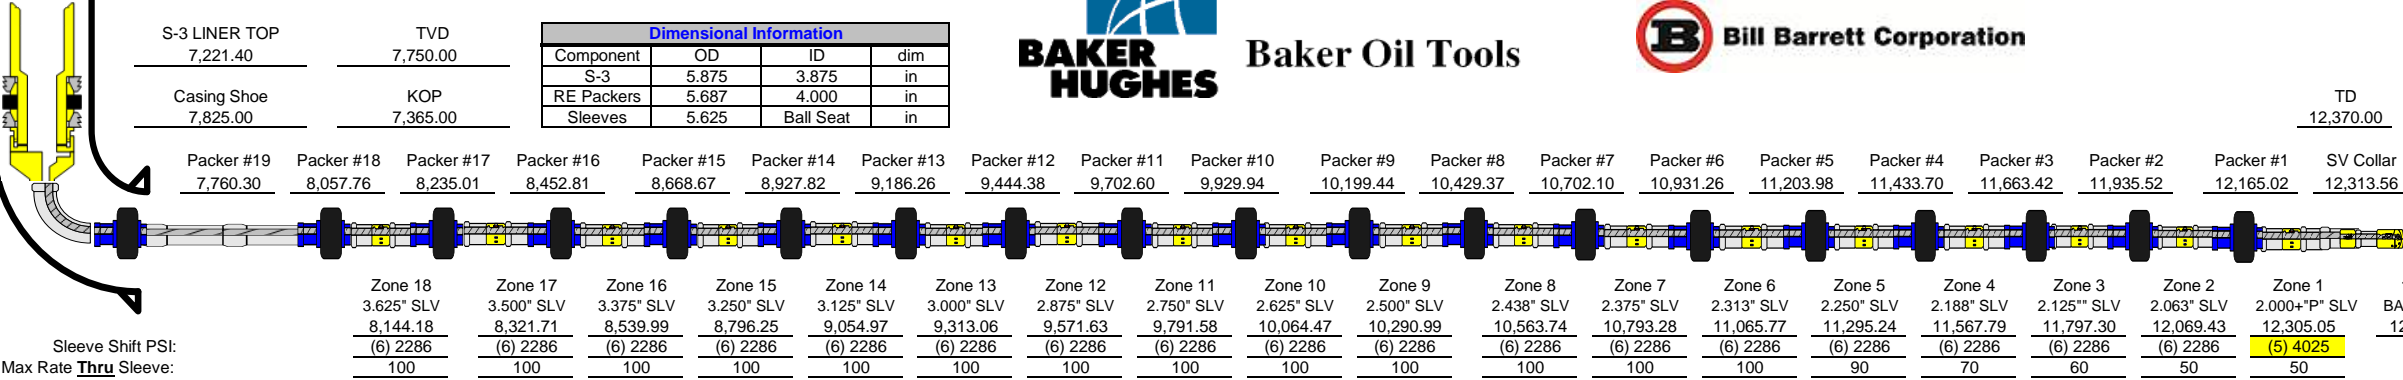 S-3 LINER TOP TVD
7,221.40 7,750.00
Casing Shoe KOP
7,825.00 7,365.00
Dimensional Information
Component OD ID dim
S-3 5.875 3.875 in
RE Packers 5.687 4.000 in
Sleeves 5.625 Ball Seat in
BAKER
HUGHES
Baker Oil Tools
B Bill Barrett Corporation
TD
12,370.00
Packer #19 Packer #18 Packer #17 Packer #16 Packer #15 Packer #14 Packer #13 Packer #12 Packer #11 Packer #10 Packer #9 Packer #8 Packer #7 Packer #6 Packer #5 Packer #4 Packer #3 Packer #2 Packer #1 SV Collar
7,760.30 8,057.76 8,235.01 8,452.81 8,668.67 8,927.82 9,186.26 9,444.38 9,702.60 9,929.94 10,199.44 10,429.37 10,702.10 10,931.26 11,203.98 11,433.70 11,663.42 11,935.52 12,165.02 12,313.56
Zone 18 Zone 17 Zone 16 Zone 15 Zone 14 Zone 13 Zone 12 Zone 11 Zone 10 Zone 9 Zone 8 Zone 7 Zone 6 Zone 5 Zone 4 Zone 3 Zone 2 Zone 1
3.625" SLV 3.500" SLV 3.375" SLV 3.250" SLV 3.125" SLV 3.000" SLV 2.875" SLV 2.750" SLV 2.625" SLV 2.500" SLV 2.438" SLV 2.375" SLV 2.313" SLV 2.250" SLV 2.188" SLV 2.125"" SLV 2.063" SLV 2.000+"P" SLV BA
8,144.18 8,321.71 8,539.99 8,796.25 9,054.97 9,313.06 9,571.63 9,791.58 10,064.47 10,290.99 10,563.74 10,793.28 11,065.77 11,295.24 11,567.79 11,797.30 12,069.43 12,305.05 12
Sleeve Shift PSI: (6) 2286 (6) 2286 (6) 2286 (6) 2286 (6) 2286 (6) 2286 (6) 2286 (6) 2286 (6) 2286 (6) 2286 (6) 2286 (6) 2286 (6) 2286 (6) 2286 (6) 2286 (6) 2286 (6) 2286 (5) 4025
Max Rate Thru Sleeve: 100 100 100 100 100 100 100 100 100 100 100 100 100 90 70 60 50 50